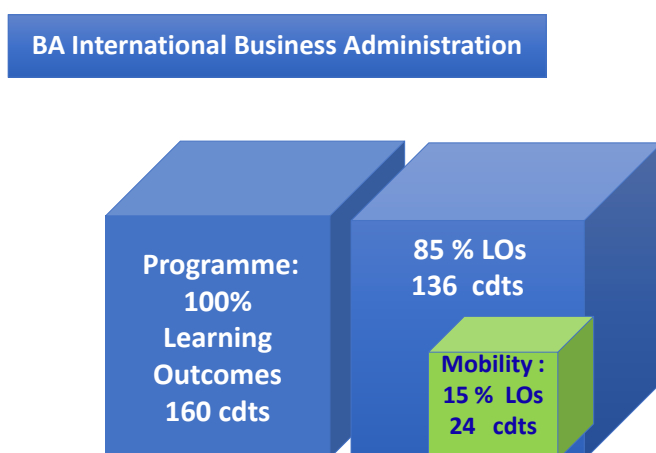 BA International Business Administration
Programme:
100%
Learning
Outcomes
160 cdts
85 % LOs
136 cdts
Mobility :
15 % LOs
24 cdts